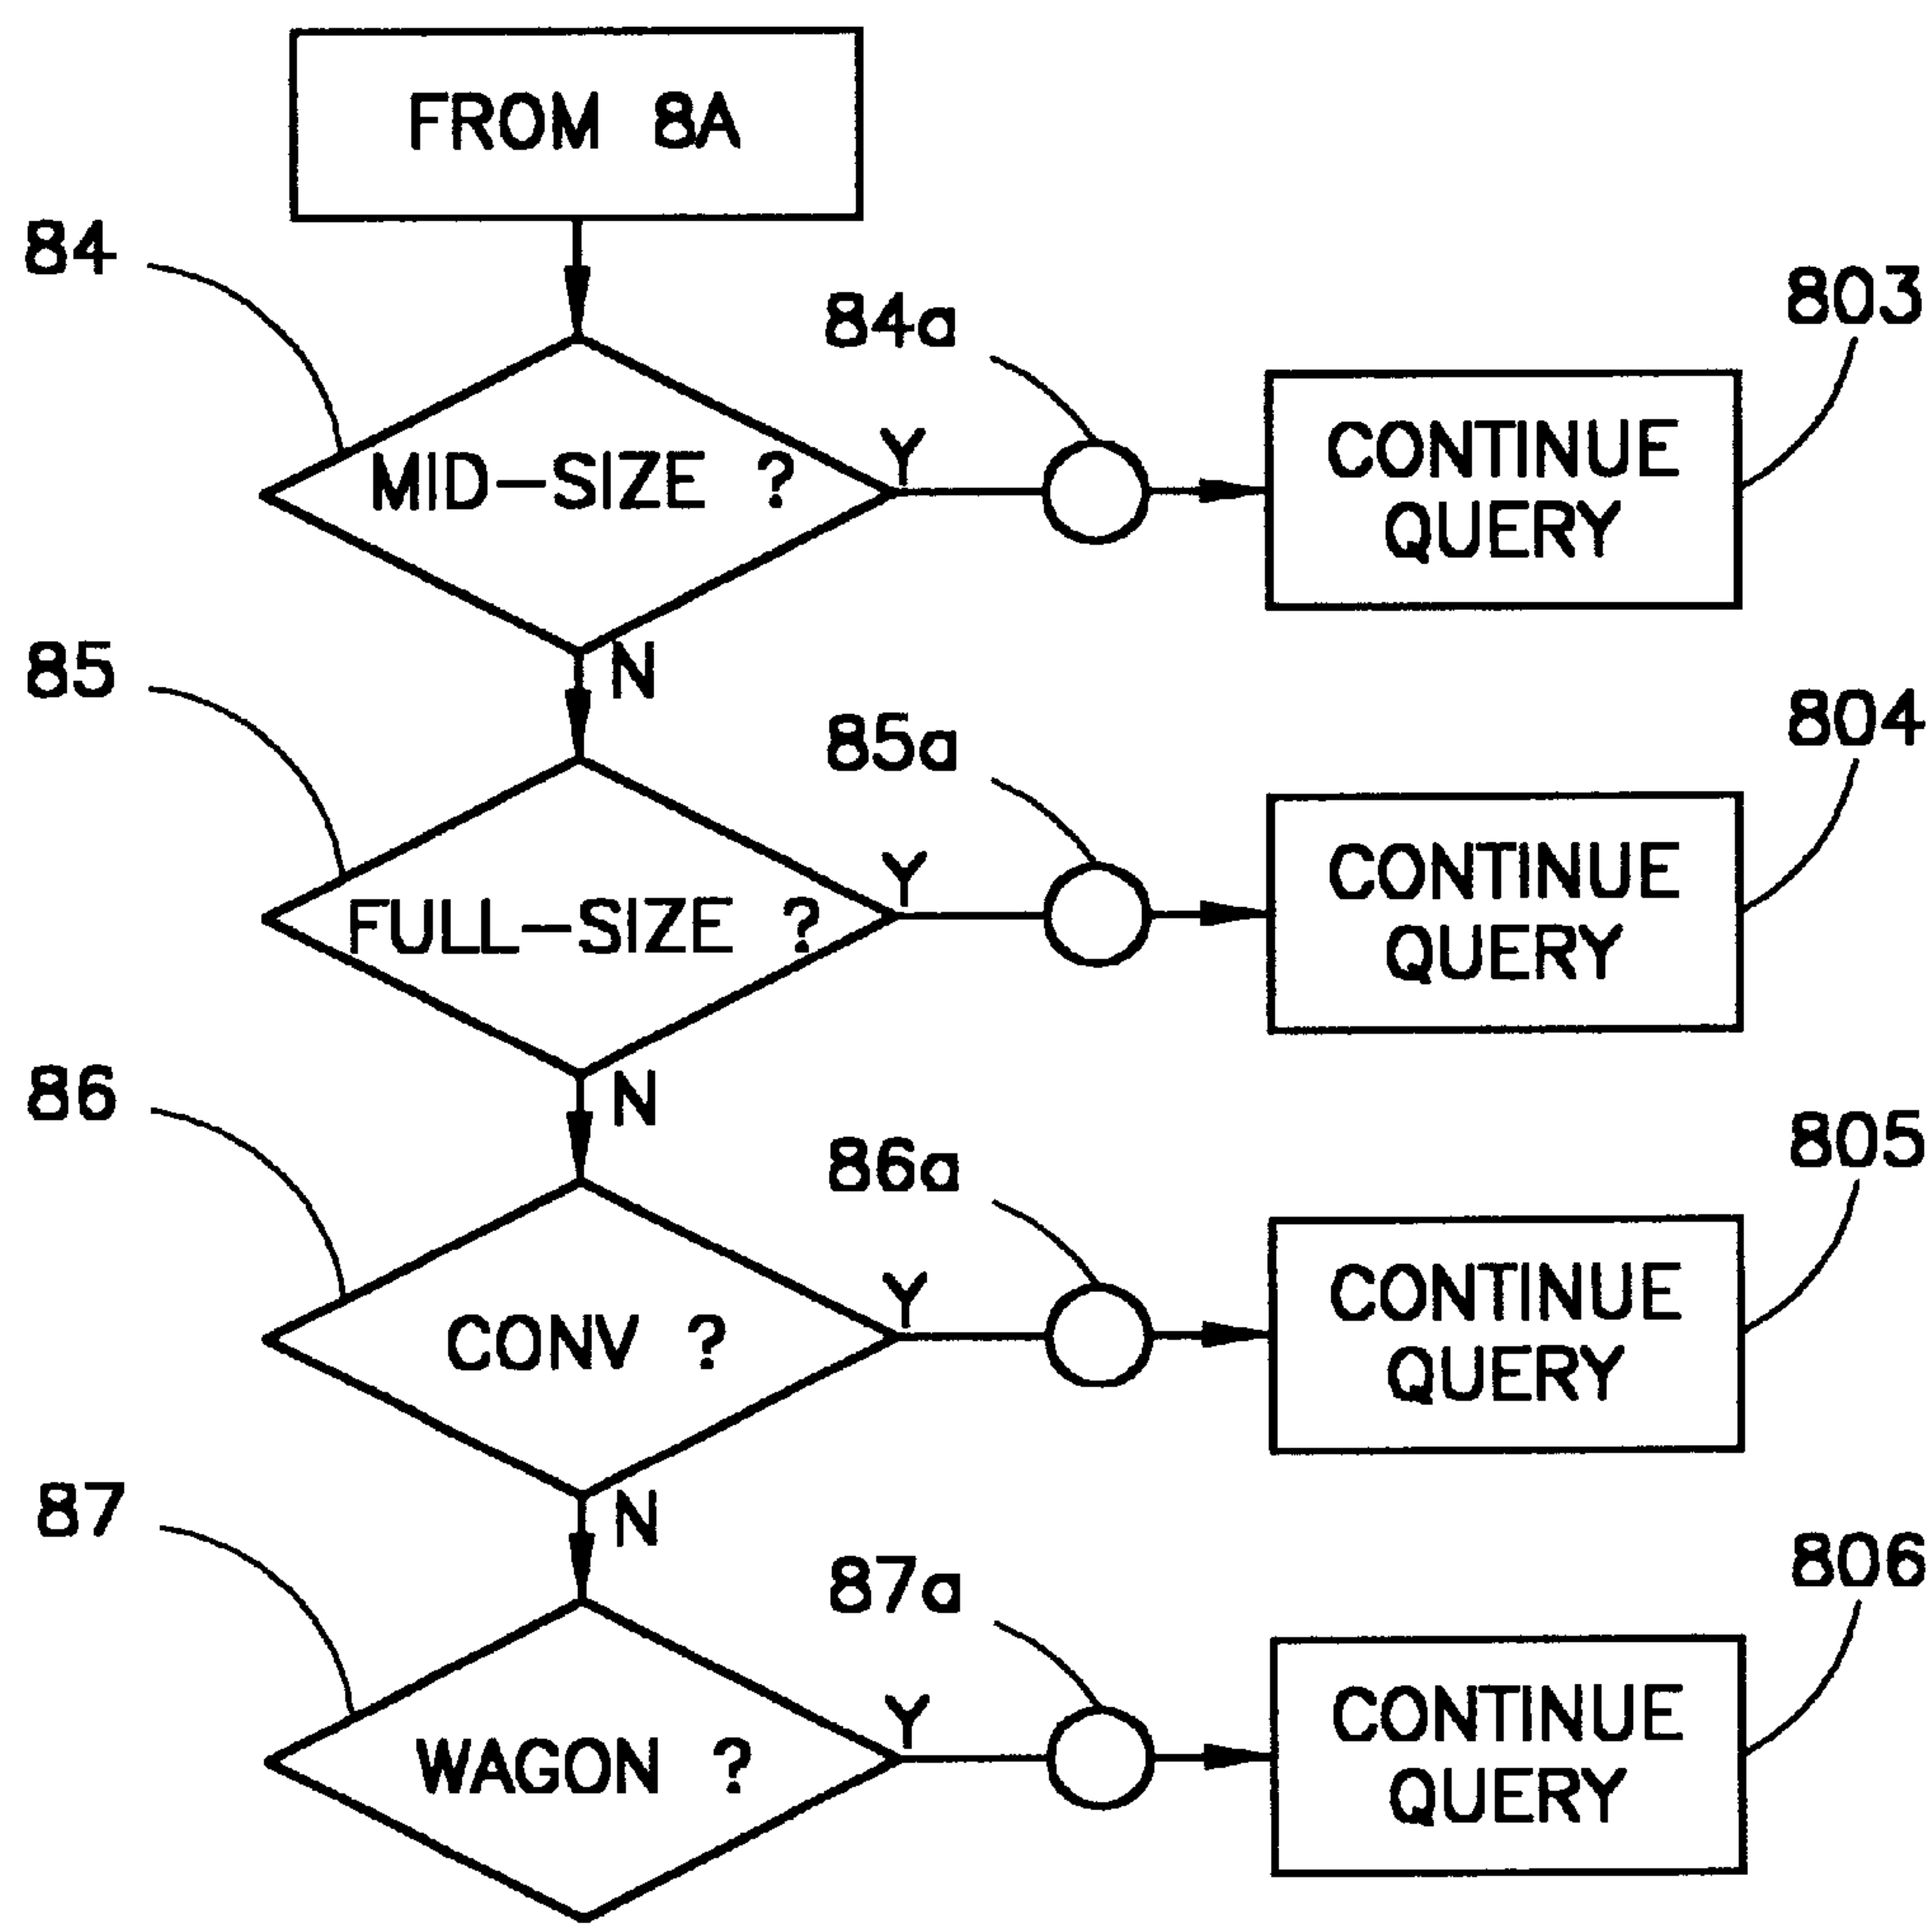 FROM 8A
84
84a
803
MID-SIZE ?
Y
CONTINUE
QUERY
N
85
85a
804
FULL-SIZE ?
Y
CONTINUE
QUERY
N
86
86a
805
CONV ?
Y
CONTINUE
QUERY
N
87
87a
806
WAGON ?
Y
CONTINUE
QUERY